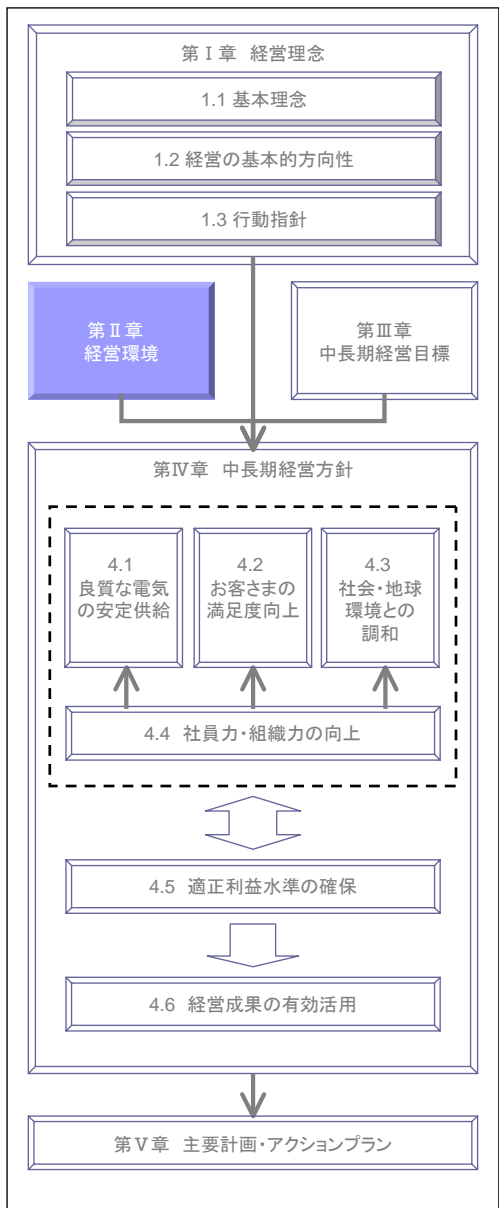 第Ⅰ章 経営理念
1.1 基本理念
1.2 経営の基本的方向性
1.3 行動指針
第Ⅱ章
経営環境
第Ⅲ章
中長期経営目標
第Ⅳ章 中長期経営方針
4.1
良質な電気
の安定供給
4.2
お客さまの
満足度向上
4.3
社会・地球
環境との
調和
4.4 社員力・組織力の向上
4.5 適正利益水準の確保
4.6 経営成果の有効活用
第Ⅴ章 主要計画・アクションプラン